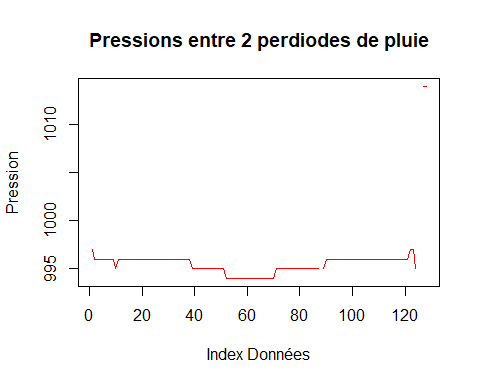 Pressions entre 2 perdiodes de pluie
Pression
1010
1000
995
0 20 40 60 80 100 120
Index Données